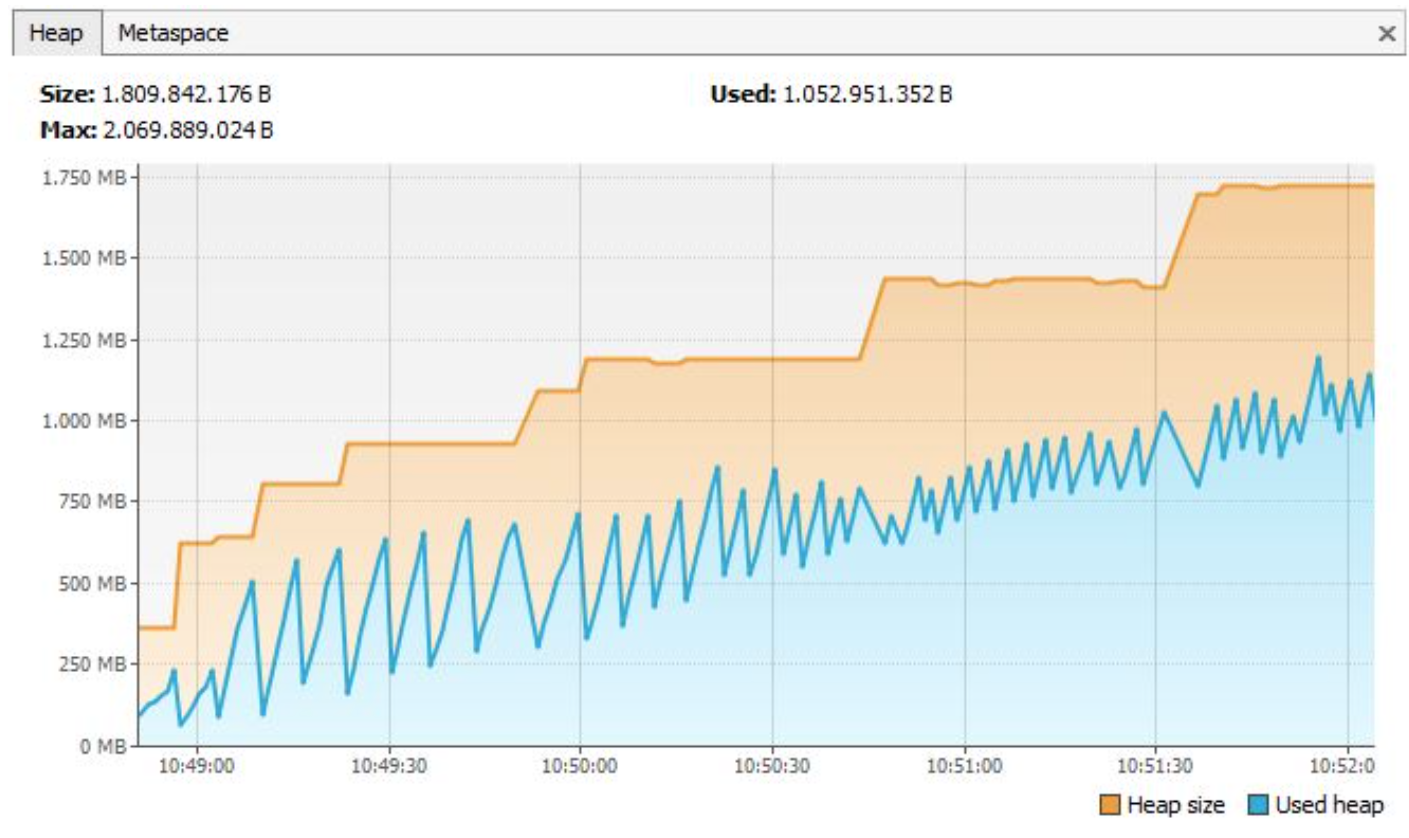 Heap Metaspace ×
Size: 1.809.842.176 B Used: 1.052.951.352 B
Max: 2.069.889.024 B
1.750 MB
1.500 MB
1.250 MB
1.000 MB
750 MB
500 MB
250 MB
0 MB
10:49:00 10:49:30 10:50:00 10:50:30 10:51:00 10:51:30 10:52:0
Heap size Used heap